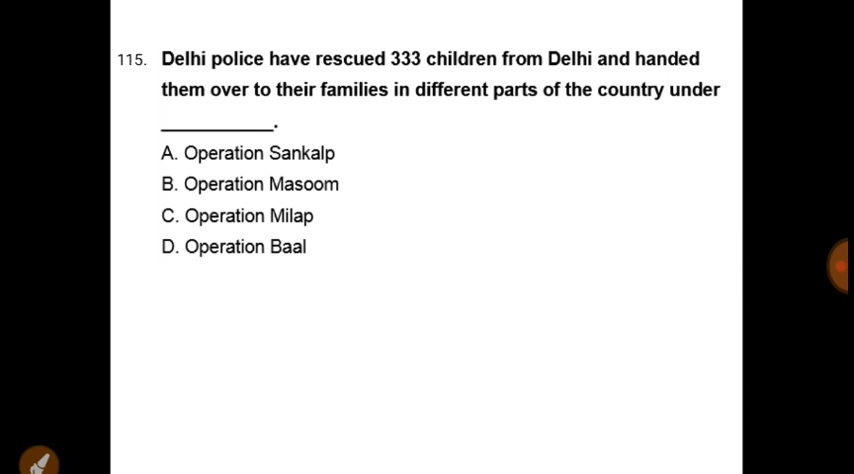 115. Delhi police have rescued 333 children from Delhi and handed
them over to their families in different parts of the country under
____________.
A. Operation Sankalp
B. Operation Masoom
C. Operation Milap
D. Operation Baal